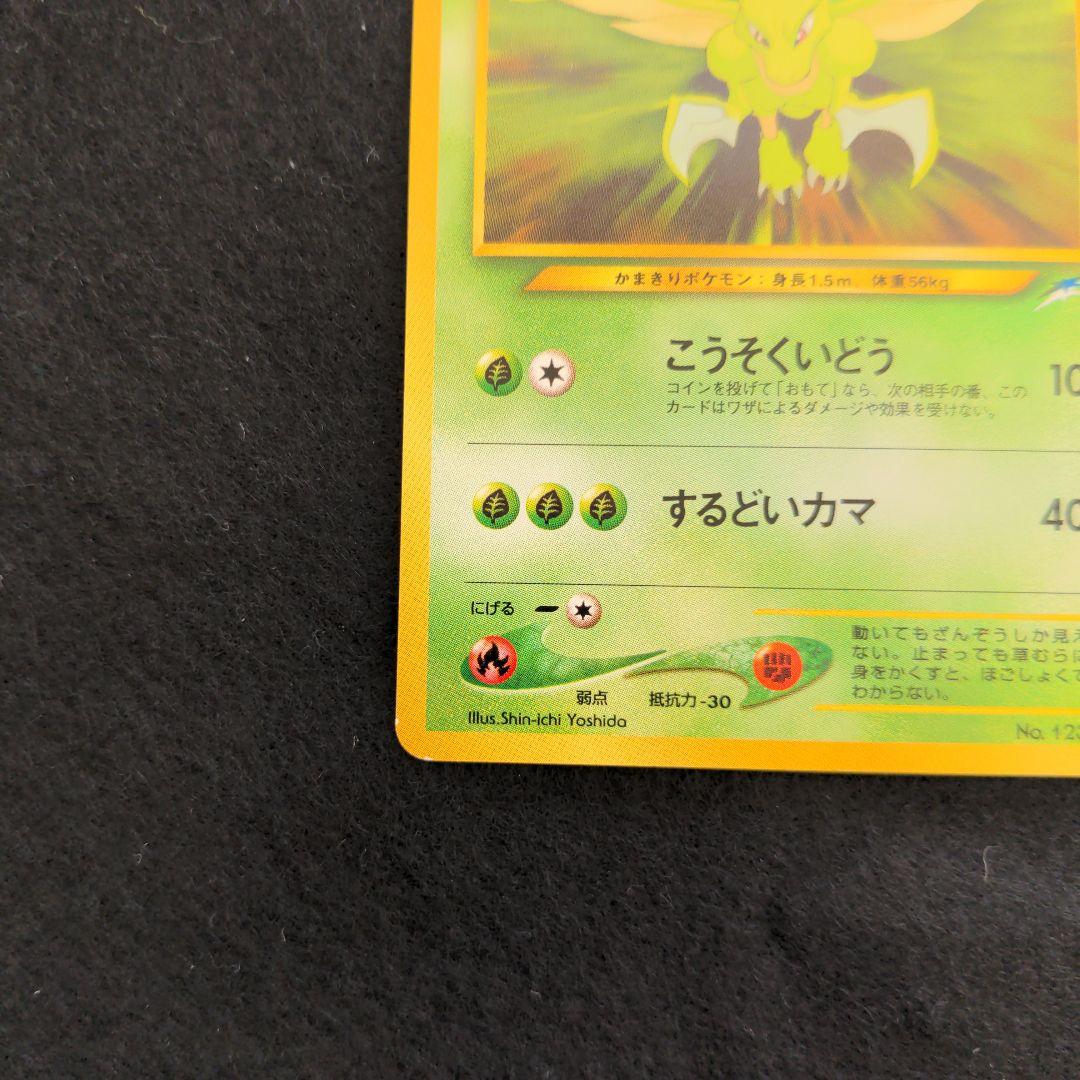 かまきりポケモン：身長1.5m、体重56kg
こうそくいどう 10
コインを投げて「おもて」なら、次の相手の番、この
カードはワザによるダメージや効果を受けない。
するどいカマ 40
にげる
動いてもざんぞうしか見え
ない。止まっても草むらに
身をかくすと、ほごしょくで
わからない。
弱点 抵抗力-30
Illus.Shin-ichi Yoshida
No. 123